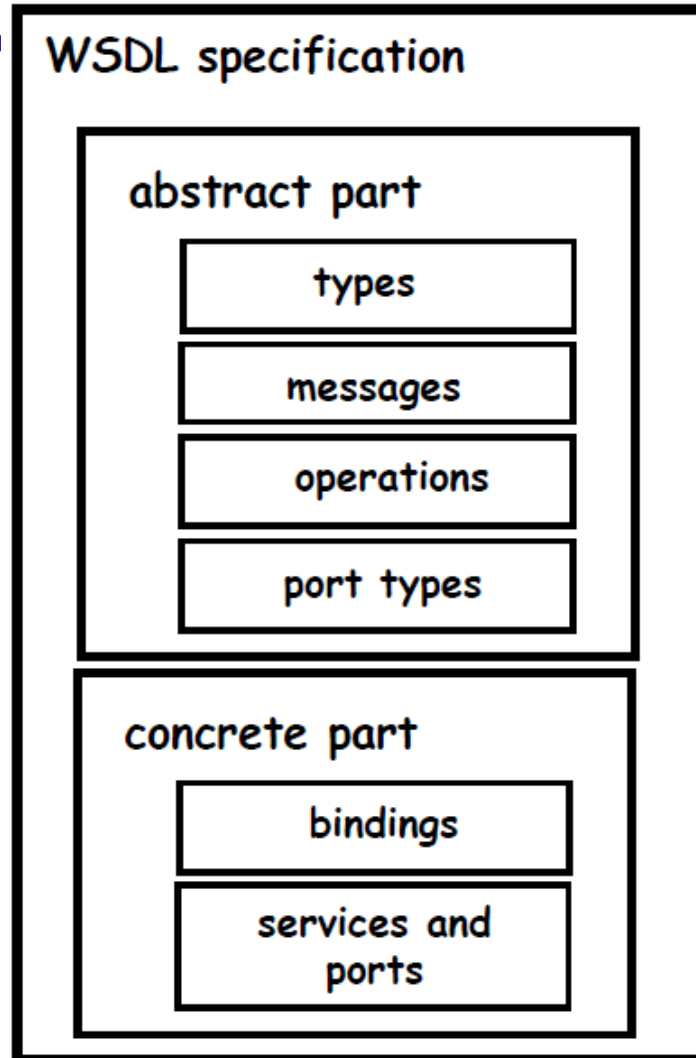 WSDL specification
abstract part
types
messages
operations
port types
concrete part
bindings
services and
ports